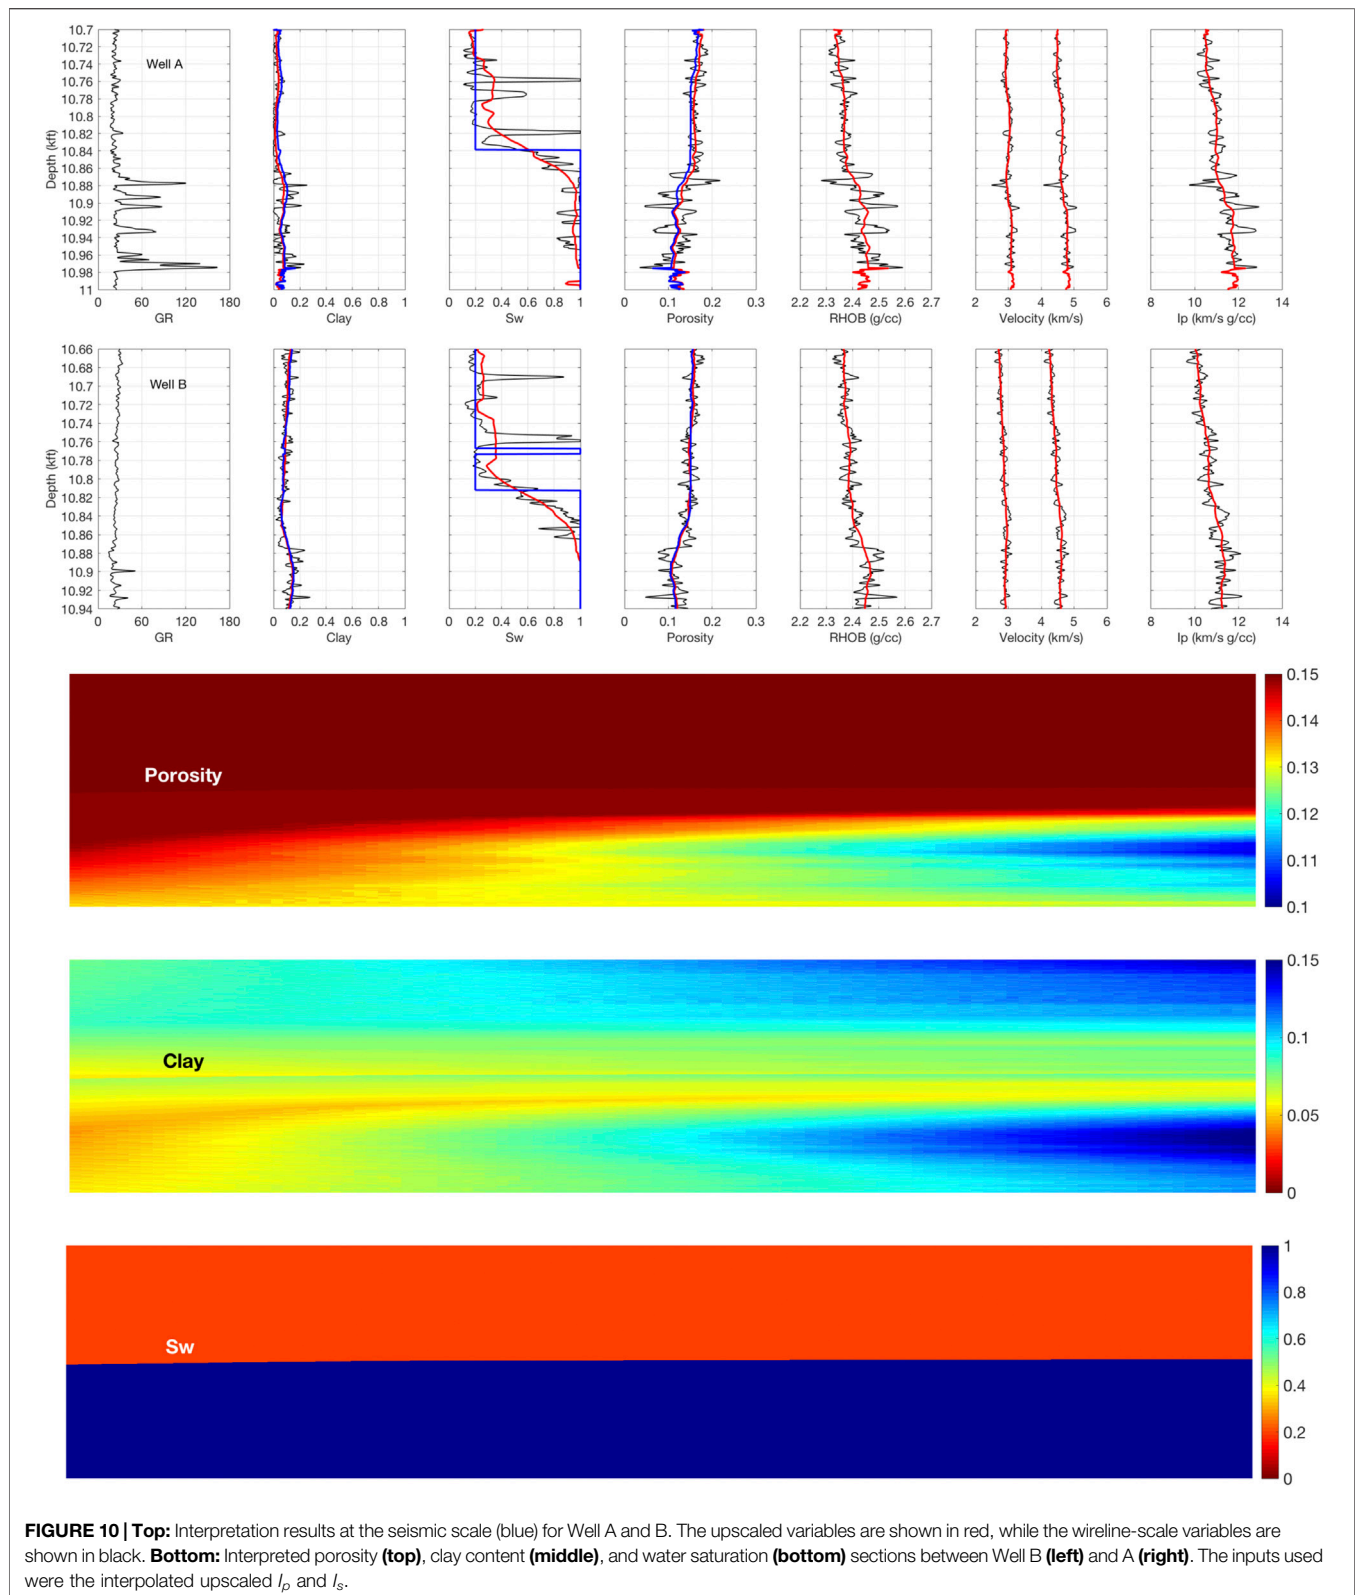 10.7
10.72
10.74
10.76
10.78
10.8
10.82
10.84
10.86
10.88
10.9
10.92
10.94
10.96
10.98
11
Depth (kft)
Well A
0 60 120 180
GR
0 0.2 0.4 0.6 0.8 1
Clay
0 0.2 0.4 0.6 0.8 1
Sw
0 0.1 0.2 0.3
Porosity
2.2 2.3 2.4 2.5 2.6 2.7
RHOB (g/cc)
2 3 4 5 6
Velocity (km/s)
8 10 12 14
Ip (km/s g/cc)
10.66
10.68
10.7
10.72
10.74
10.76
10.78
10.8
10.82
10.84
10.86
10.88
10.9
10.92
10.94
Depth (kft)
Well B
0 60 120 180
GR
0 0.2 0.4 0.6 0.8 1
Clay
0 0.2 0.4 0.6 0.8 1
Sw
0 0.1 0.2 0.3
Porosity
2.2 2.3 2.4 2.5 2.6 2.7
RHOB (g/cc)
2 3 4 5 6
Velocity (km/s)
8 10 12 14
Ip (km/s g/cc)
Porosity
0.15
0.14
0.13
0.12
0.11
0.1
Clay
0.15
0.1
0.05
0
Sw
1
0.8
0.6
0.4
0.2
0
FIGURE 10 | Top: Interpretation results at the seismic scale (blue) for Well A and B. The upscaled variables are shown in red, while the wireline-scale variables are
shown in black. Bottom: Interpreted porosity (top), clay content (middle), and water saturation (bottom) sections between Well B (left) and A (right). The inputs used
were the interpolated upscaled Ip and Is.